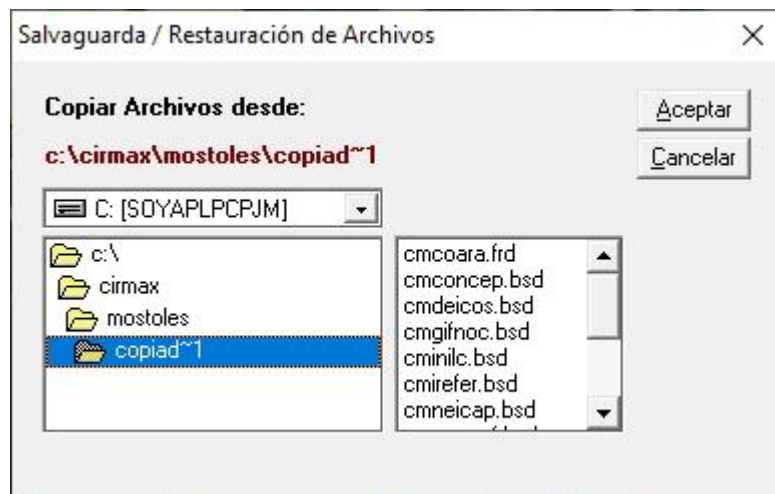 Salvaguarda / Restauración de Archivos
Copiar Archivos desde:
Aceptar
c:\cirmax\mostoles\copiad~1
Cancelar
C: [SOYAPLPCPJM]
c:\
cirmax
mostoles
copiad~1
cmcoara.frd
cmconcep.bsd
cmdeicos.bsd
cmgifnoc.bsd
cminilc.bsd
cmirefer.bsd
cmneicap.bsd